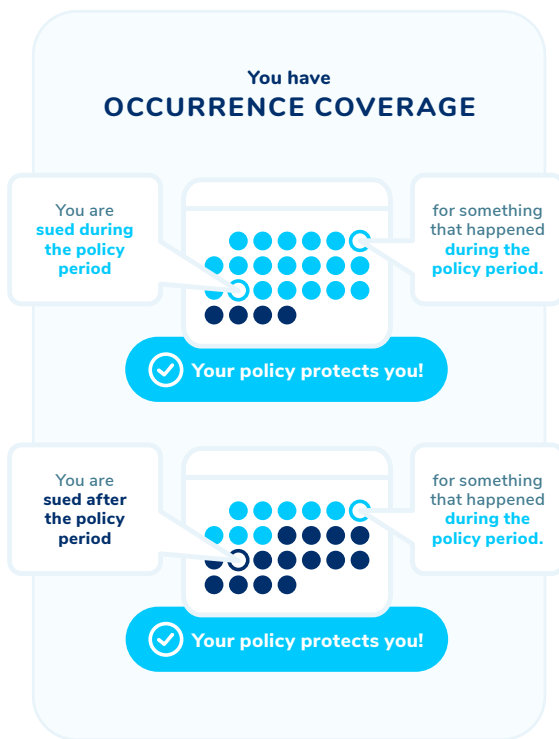 You have
OCCURRENCE COVERAGE
You are
sued during
the policy
period
for something
that happened
during the
policy period.
Your policy protects you!
You are
sued after
the policy
period
for something
that happened
during the
policy period.
Your policy protects you!